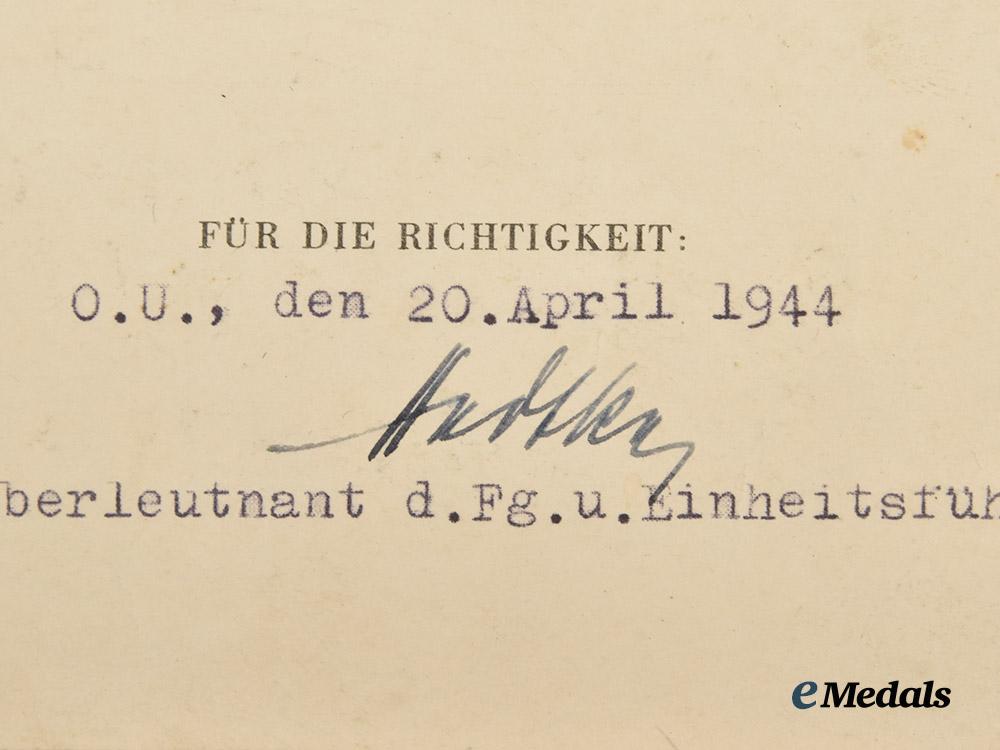 FÜR DIE RICHTIGKEIT:
O.U., den 20.April 1944
berleutnant d.Fg.u.Einheitsfüh
eMedals